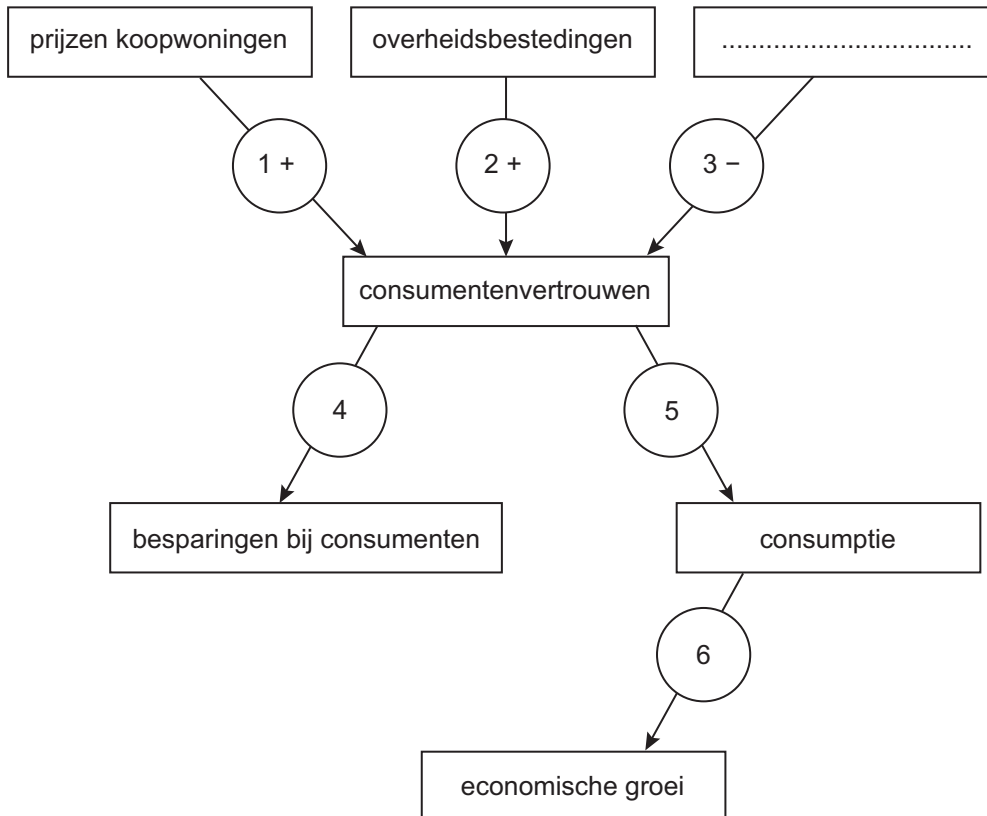 prijzen koopwoningen
overheidsbestedingen
..................................
1 +
2 +
3 −
consumentenvertrouwen
4
5
besparingen bij consumenten
consumptie
6
economische groei